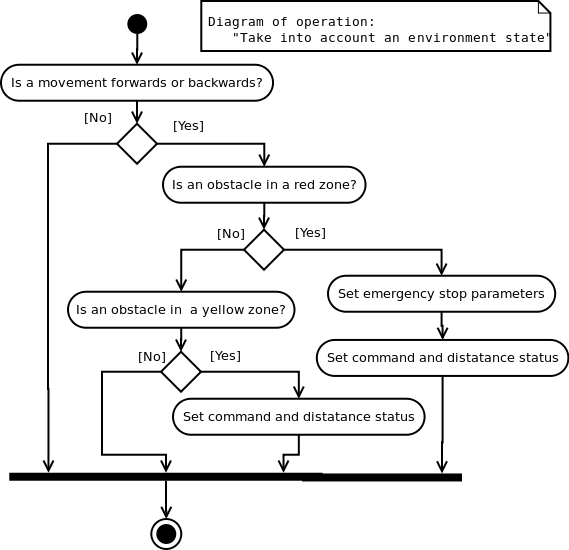 Diagram of operation:
"Take into account an environment state"
Is a movement forwards or backwards?
[No]
[Yes]
Is an obstacle in a red zone?
[No]
[Yes]
Set emergency stop parameters
Is an obstacle in  a yellow zone?
Set command and distatance status
[No]
[Yes]
Set command and distatance status